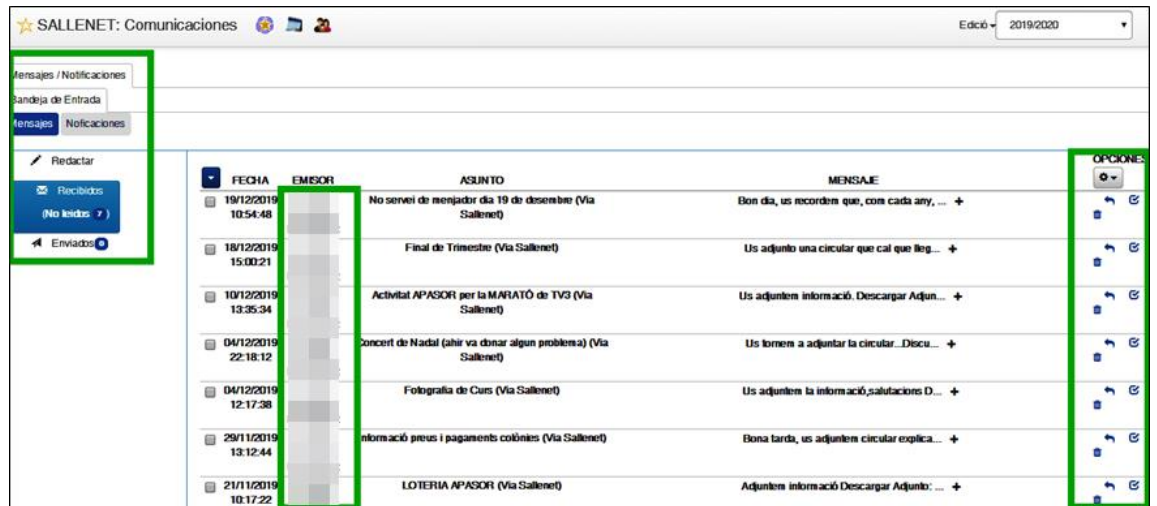 SALLENET: Comunicaciones
Edició
2019/2020
Mensajes / Notificaciones
Bandeja de Entrada
Mensajes Noficaciones
Redactar
Recibidos
(No leidos 7 )
Enviados 0
FECHA EMISOR ASUNTO MENSAJE OPCIONES
19/12/2019 No servei de menjador dia 19 de desembre (Via Bon dia, us recordem que, com cada any, ... +
10:54:48 Sallenet)
18/12/2019 Final de Trimestre (Via Sallenet) Us adjunto una circular que cal que lleg... +
15:00:21
10/12/2019 Activitat APASOR per la MARATÓ de TV3 (Via Us adjuntem informació. Descargar Adjun... +
13:35:34 Sallenet)
04/12/2019 Concert de Nadal (ahir va donar algun problema) (Via Us tornem a adjuntar la circular...Discu... +
22:18:12 Sallenet)
04/12/2019 Fotografia de Curs (Via Sallenet) Us adjuntem la informació,salutacions D... +
12:17:38
29/11/2019 Informació preus i pagaments colònies (Via Sallenet) Bona tarda, us adjuntem circular explica... +
13:12:44
21/11/2019 LOTERIA APASOR (Via Sallenet) Adjuntem informació Descargar Adjunto: ... +
10:17:22